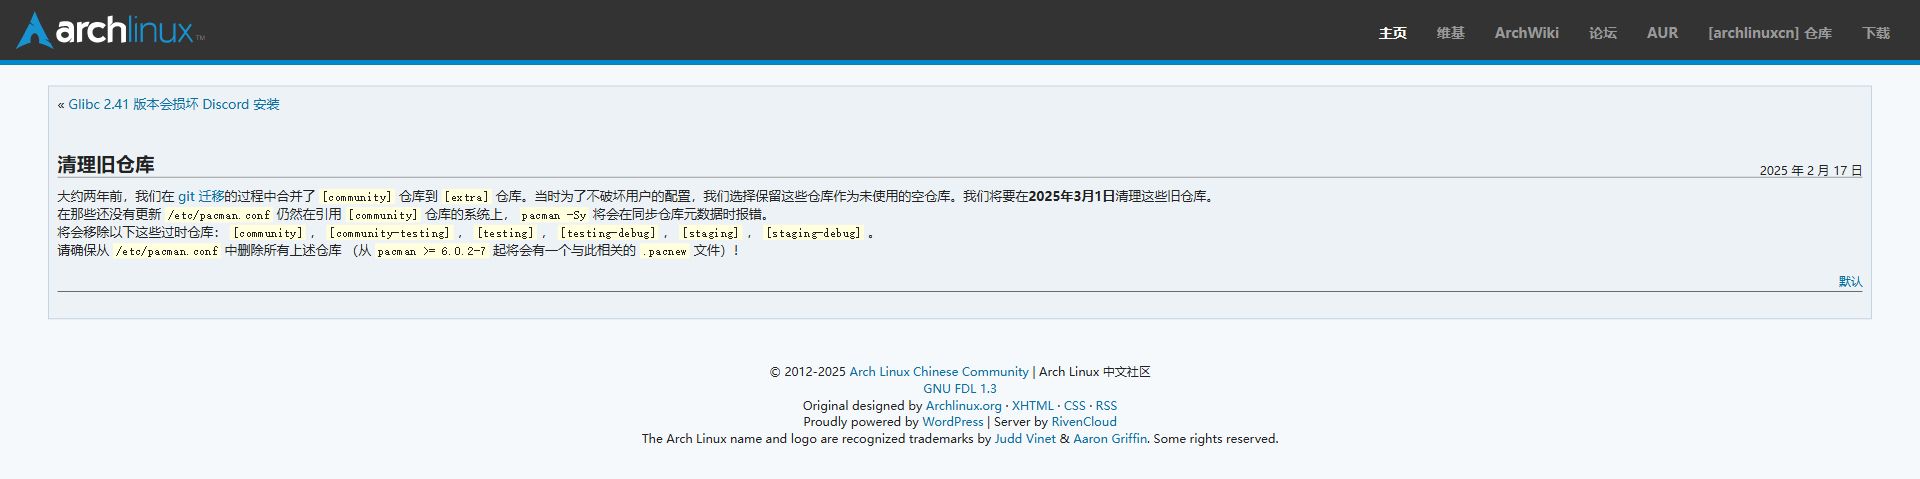 archlinux™
主页 维基 ArchWiki 论坛 AUR [archlinuxcn] 仓库 下载
« Glibc 2.41 版本会损坏 Discord 安装
清理旧仓库
2025 年 2 月 17 日
大约两年前，我们在 git 迁移的过程中合并了 [community] 仓库到 [extra] 仓库。当时为了不破坏用户的配置，我们选择保留这些仓库作为未使用的空仓库。我们将要在2025年3月1日清理这些旧仓库。
在那些还没有更新 /etc/pacman.conf 仍然在引用 [community] 仓库的系统上， pacman -Sy 将会在同步仓库元数据时报错。
将会移除以下这些过时仓库： [community] ， [community-testing] ， [testing] ， [testing-debug] ， [staging] ， [staging-debug] 。
请确保从 /etc/pacman.conf 中删除所有上述仓库 （从 pacman >= 6.0.2-7 起将会有一个与此相关的 .pacnew 文件）！
默认
© 2012-2025 Arch Linux Chinese Community | Arch Linux 中文社区
GNU FDL 1.3
Original designed by Archlinux.org · XHTML · CSS · RSS
Proudly powered by WordPress | Server by RivenCloud
The Arch Linux name and logo are recognized trademarks by Judd Vinet & Aaron Griffin. Some rights reserved.